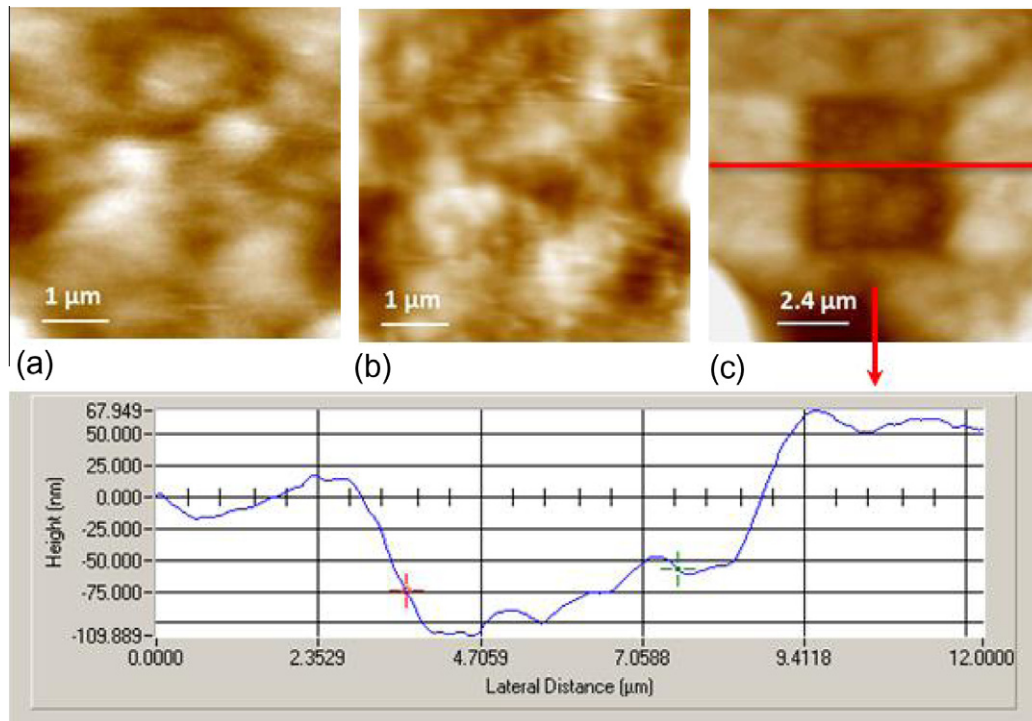 1 µm
1 µm
2.4 µm
(a)
(b)
(c)
67.949
50.000
25.000
0.000
-25.000
-50.000
-75.000
-109.889
Height (nm)
0.0000
2.3529
4.7059
7.0588
9.4118
12.0000
Lateral Distance (µm)